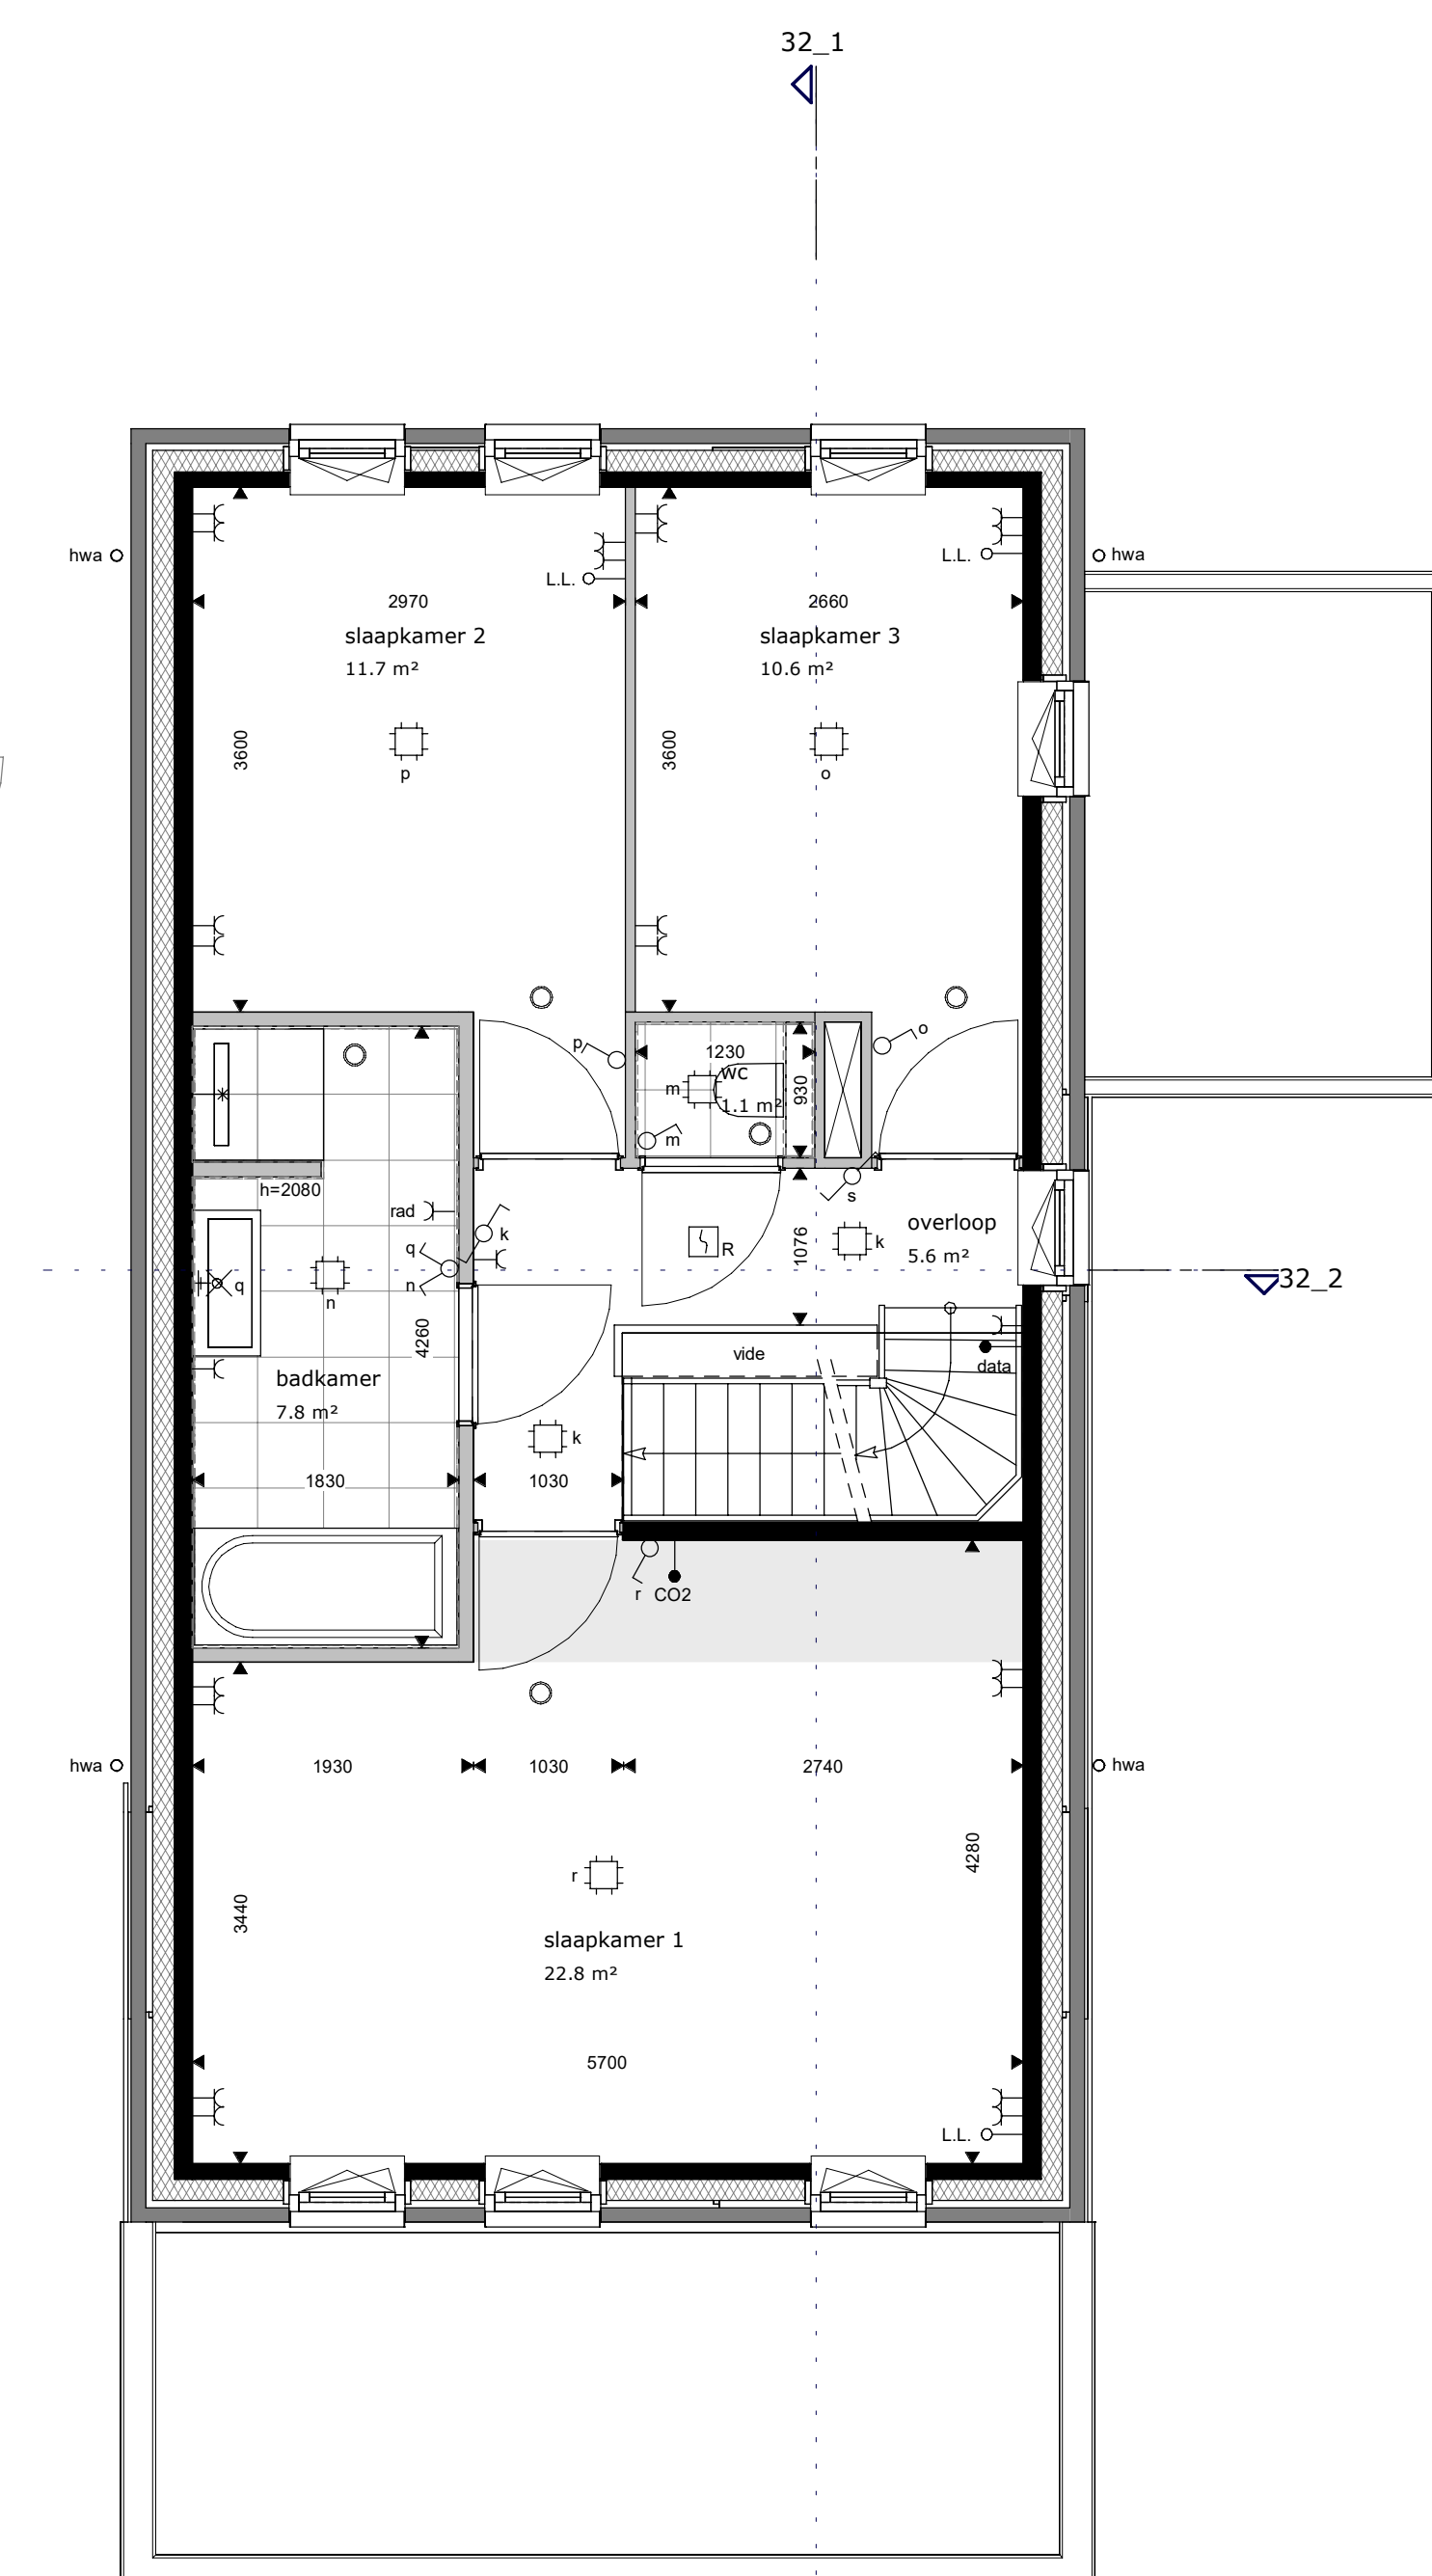 32_1
hwa
L.L.
L.L.
hwa
2970
2660
slaapkamer 2
11.7 m²
slaapkamer 3
10.6 m²
3600
3600
p
o
p
1230
wc
m
1.1 m²
930
m
o
h=2080
rad
k
s
q
n
R
1076
k
overloop
5.6 m²
32_2
q
n
4260
vide
data
badkamer
7.8 m²
k
1830
1030
r
CO2
hwa
1930
1030
2740
hwa
4280
3440
r
slaapkamer 1
22.8 m²
5700
L.L.